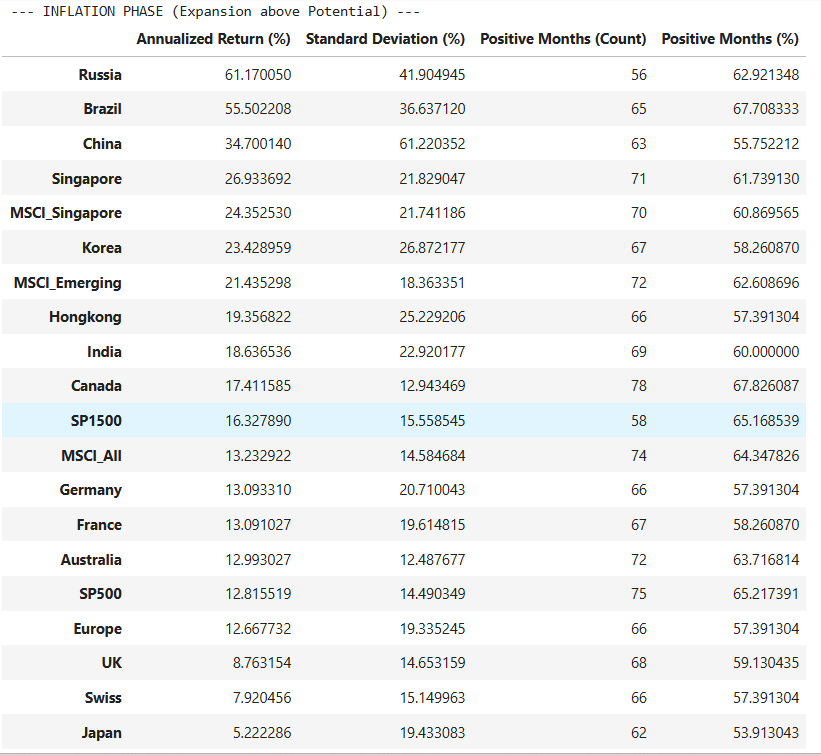 --- INFLATION PHASE (Expansion above Potential) ---
Annualized Return (%) Standard Deviation (%) Positive Months (Count) Positive Months (%)
Russia 61.170050 41.904945 56 62.921348
Brazil 55.502208 36.637120 65 67.708333
China 34.700140 61.220352 63 55.752212
Singapore 26.933692 21.829047 71 61.739130
MSCI_Singapore 24.352530 21.741186 70 60.869565
Korea 23.428959 26.872177 67 58.260870
MSCI_Emerging 21.435298 18.363351 72 62.608696
Hongkong 19.356822 25.229206 66 57.391304
India 18.636536 22.920177 69 60.000000
Canada 17.411585 12.943469 78 67.826087
SP1500 16.327890 15.558545 58 65.168539
MSCI_All 13.232922 14.584684 74 64.347826
Germany 13.093310 20.710043 66 57.391304
France 13.091027 19.614815 67 58.260870
Australia 12.993027 12.487677 72 63.716814
SP500 12.815519 14.490349 75 65.217391
Europe 12.667732 19.335245 66 57.391304
UK 8.763154 14.653159 68 59.130435
Swiss 7.920456 15.149963 66 57.391304
Japan 5.222286 19.433083 62 53.913043